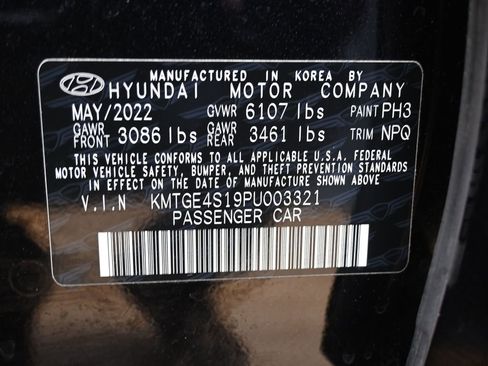 MANUFACTURED IN KOREA BY
HYUNDAI MOTOR COMPANY
MAY/2022 GVWR 6107 lbs PAINT PH3
GAWR FRONT 3086 lbs GAWR REAR 3461 lbs TRIM NPQ
THIS VEHICLE CONFORMS TO ALL APPLICABLE U.S.A. FEDERAL
MOTOR VEHICLE SAFETY, BUMPER, AND THEFT PREVENTION STANDARDS
IN EFFECT ON THE DATE OF MANUFACTURE SHOWN ABOVE.
V.I.N KMTGE4S19PU003321
PASSENGER CAR